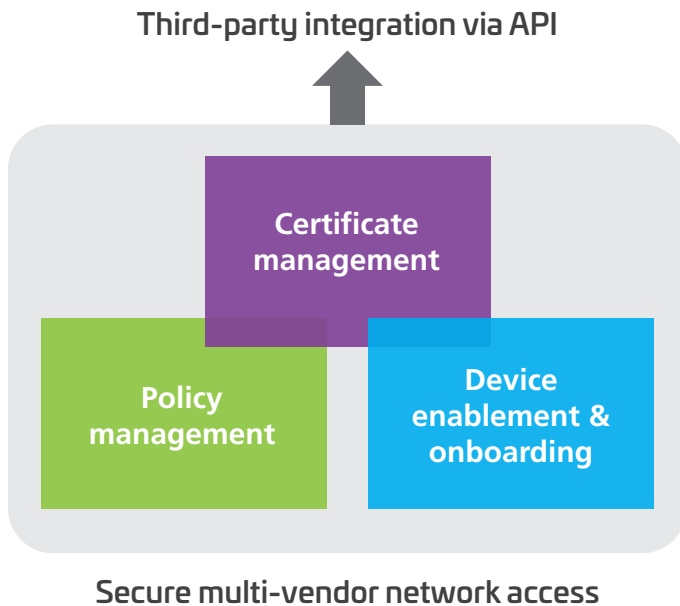 Third-party integration via API
Certificate
management
Policy
management
Device
enablement &
onboarding
Secure multi-vendor network access